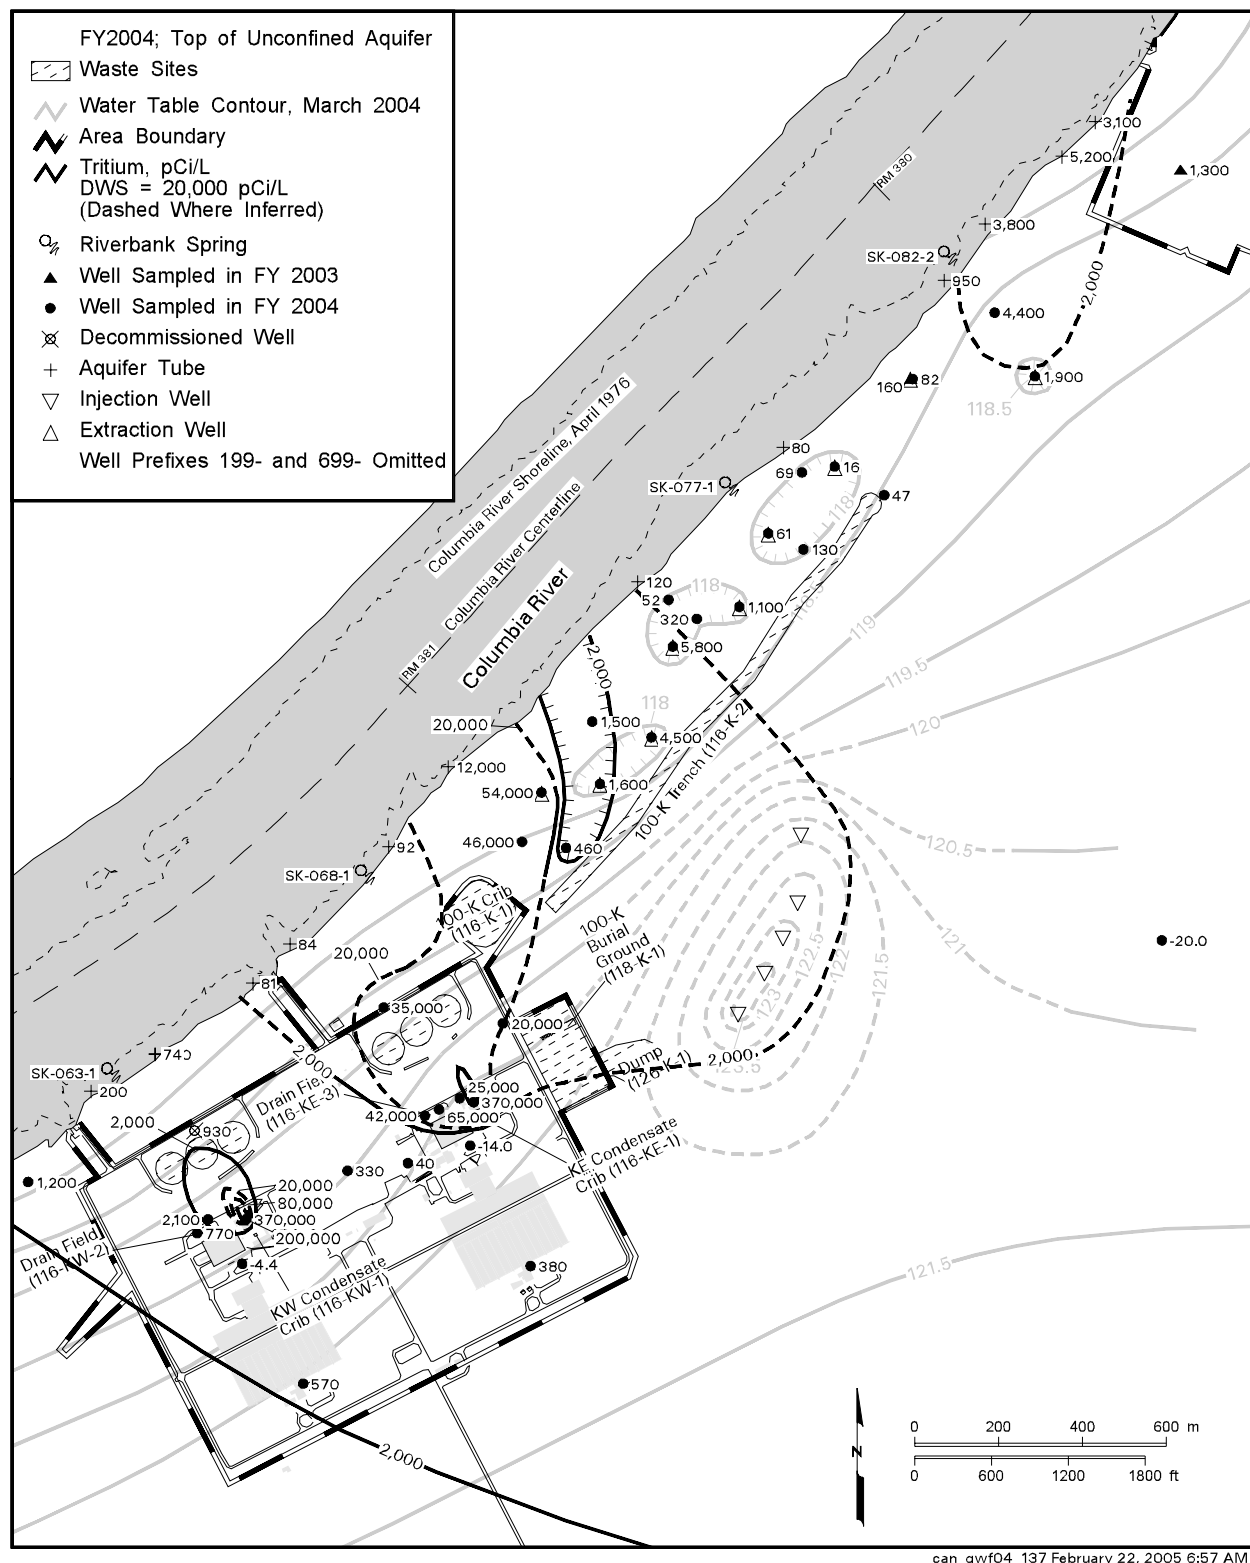 FY2004; Top of Unconfined Aquifer
Waste Sites
Water Table Contour, March 2004
Area Boundary
Tritium, pCi/L
DWS = 20,000 pCi/L
(Dashed Where Inferred)
Riverbank Spring
Well Sampled in FY 2003
Well Sampled in FY 2004
Decommissioned Well
Aquifer Tube
Injection Well
Extraction Well
Well Prefixes 199- and 699- Omitted
3,100
5,200
1,300
RM 380
3,800
SK-082-2
950
2,000
4,400
160
82
1,900
118.5
Columbia River Shoreline, April 1976
Columbia River Centerline
Columbia River
RM 381
80
69
16
SK-077-1
118
47
61
130
120
52
118
1,100
118.5
320
5,800
119
119.5
120
2,000
118
20,000
1,500
4,500
100-K Trench (116-K-2)
12,000
54,000
1,600
46,000
460
92
SK-068-1
120.5
100-K Crib
(116-K-1)
100-K
Burial
Ground
(118-K-1)
121
-20.0
84
20,000
122.5
122
121.5
123
81
35,000
20,000
123.5
2,000
740
SK-063-1
200
2,000
Dump
(126-K-1)
Drain Field
(116-KE-3)
25,000
370,000
42,000
65,000
2,000
930
-14.0
KE Condensate
Crib (116-KE-1)
40
330
1,200
20,000
80,000
2,100
370,000
770
200,000
Drain Field
(116-KW-2)
-4.4
380
121.5
KW Condensate
Crib (116-KW-1)
570
2,000
N
0 200 400 600 m
0 600 1200 1800 ft
can_gwf04_137 February 22, 2005 6:57 AM